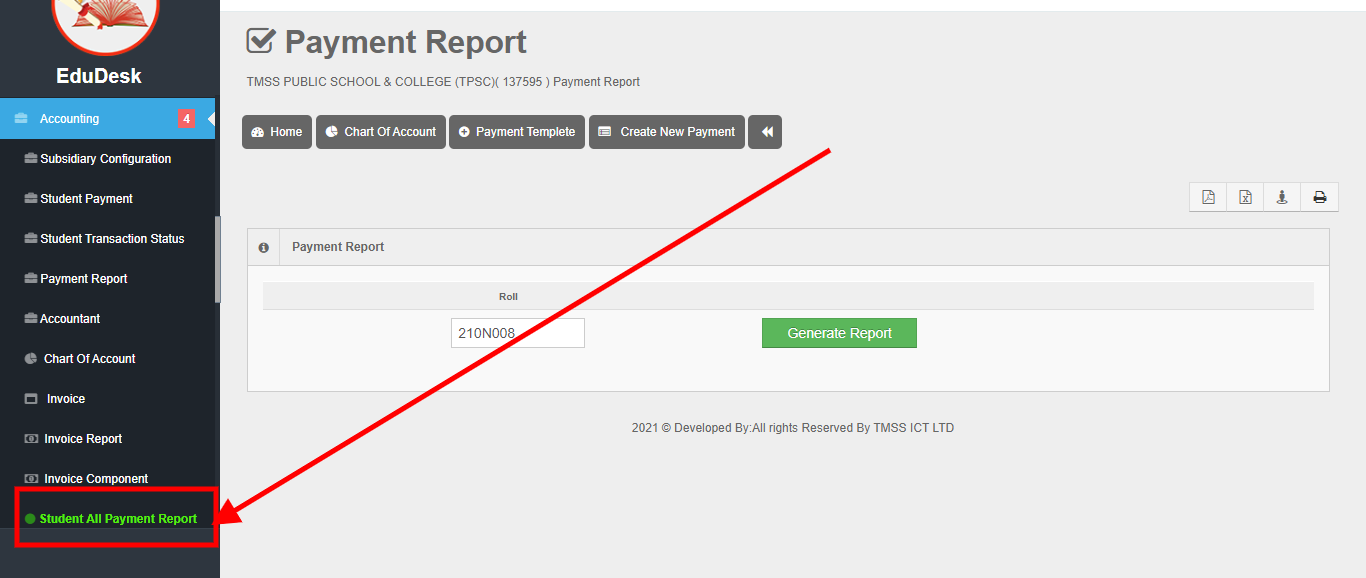 EduDesk
Accounting 4
Subsidiary Configuration
Student Payment
Student Transaction Status
Payment Report
Accountant
Chart Of Account
Invoice
Invoice Report
Invoice Component
Student All Payment Report
Payment Report
TMSS PUBLIC SCHOOL & COLLEGE (TPSC)( 137595 ) Payment Report
Home Chart Of Account Payment Templete Create New Payment
Payment Report
Roll
210N008 Generate Report
2021 © Developed By:All rights Reserved By TMSS ICT LTD